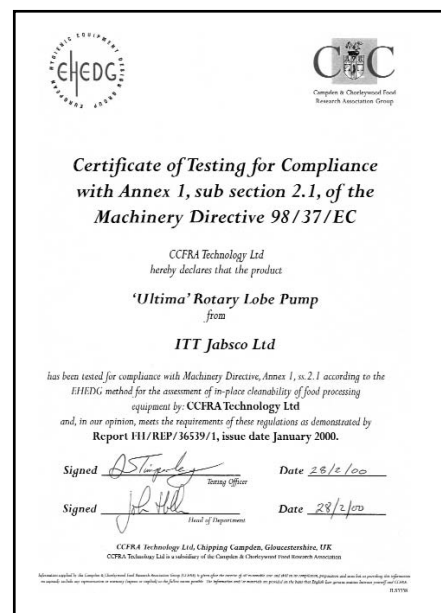 EUROPEAN HYGIENIC EQUIPMENT DESIGN GROUP
EHEDG
CC
Campden & Chorleywood Food
Research Association Group
Certificate of Testing for Compliance
with Annex 1, sub section 2.1, of the
Machinery Directive 98/37/EC
CCFRA Technology Ltd
hereby declares that the product
'Ultima' Rotary Lobe Pump
from
ITT Jabsco Ltd
has been tested for compliance with Machinery Directive, Annex 1, ss.2.1 according to the
EHEDG method for the assessment of in-place cleanability of food processing
equipment by: CCFRA Technology Ltd
and, in our opinion, meets the requirements of these regulations as demonstrated by
Report FH/REP/36539/1, issue date January 2000.
Signed Date 28/2/00
Testing Officer
Signed Date 28/2/00
Head of Department
CCFRA Technology Ltd, Chipping Campden, Gloucestershire, UK
CCFRA Technology Ltd is a subsidiary of the Campden & Chorleywood Food Research Association